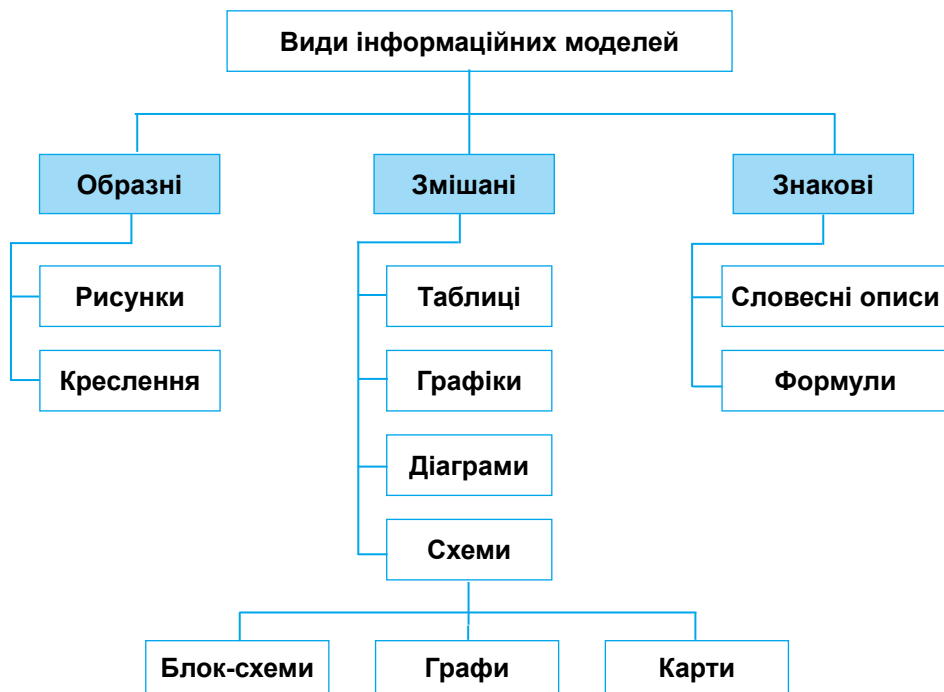 Види інформаційних моделей
Образні
Змішані
Знакові
Рисунки
Таблиці
Словесні описи
Креслення
Графіки
Формули
Діаграми
Схеми
Блок-схеми
Графи
Карти